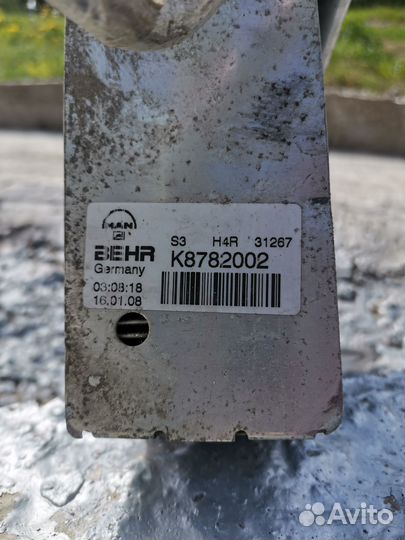 MAN
BEHR
Germany
S3 H4R 31267
K8782002
03:08:18
16.01.08
Avito